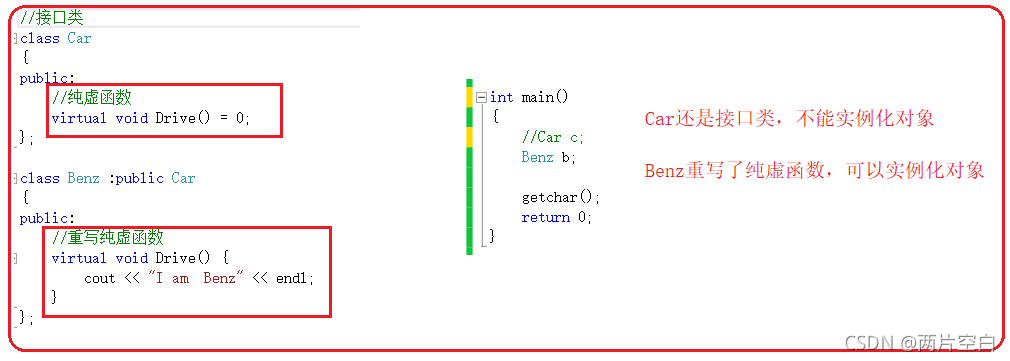 //接口类
class Car
{
public:
//纯虚函数
virtual void Drive() = 0;
};
class Benz :public Car
{
public:
//重写纯虚函数
virtual void Drive() {
cout << "I am  Benz" << endl;
}
};
int main()
{
//Car c;
Benz b;
getchar();
return 0;
}
Car还是接口类，不能实例化对象
Benz重写了纯虚函数，可以实例化对象
CSDN @两片空白